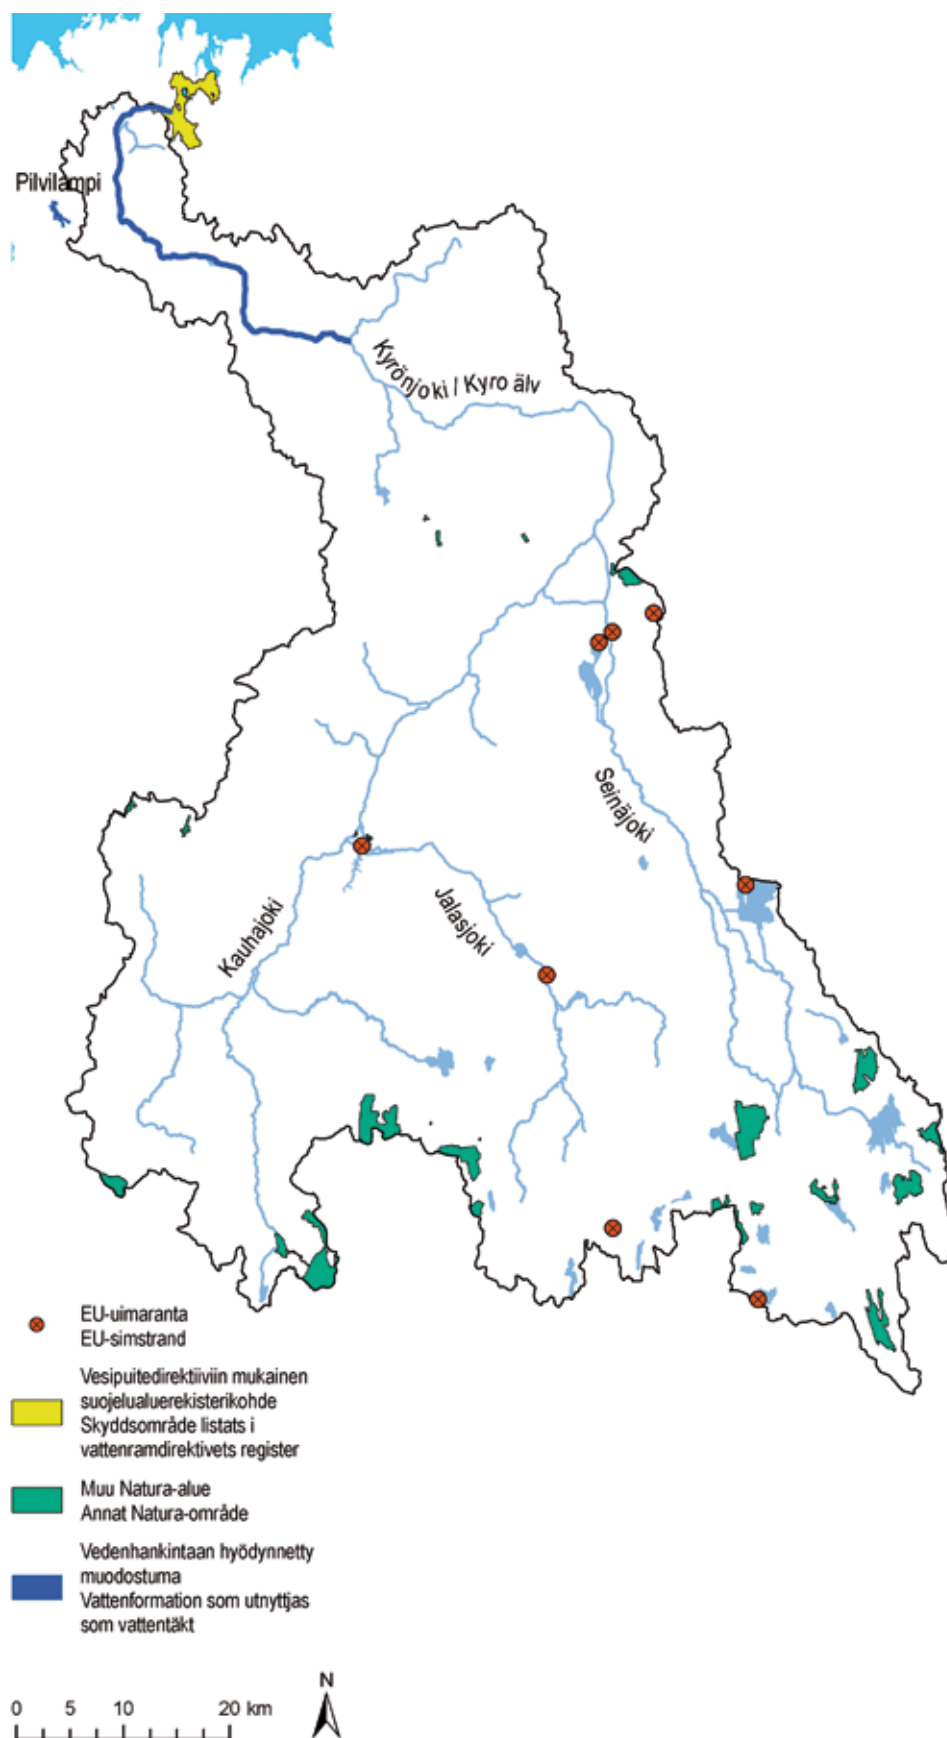 Pilvilampi
Kyrönjoki / Kyro älv
Seinäjoki
Jalasjoki
Kauhajoki
EU-uimaranta
EU-simstrand
Vesipuitedirektiiviin mukainen
suojelualuerekisterikohde
Skyddsområde listats i
vattenramdirektivets register
Muu Natura-alue
Annat Natura-område
Vedenhankintaan hyödynnetty
muodostuma
Vattenformation som utnyttjas
som vattentäkt
N
0 5 10 20 km